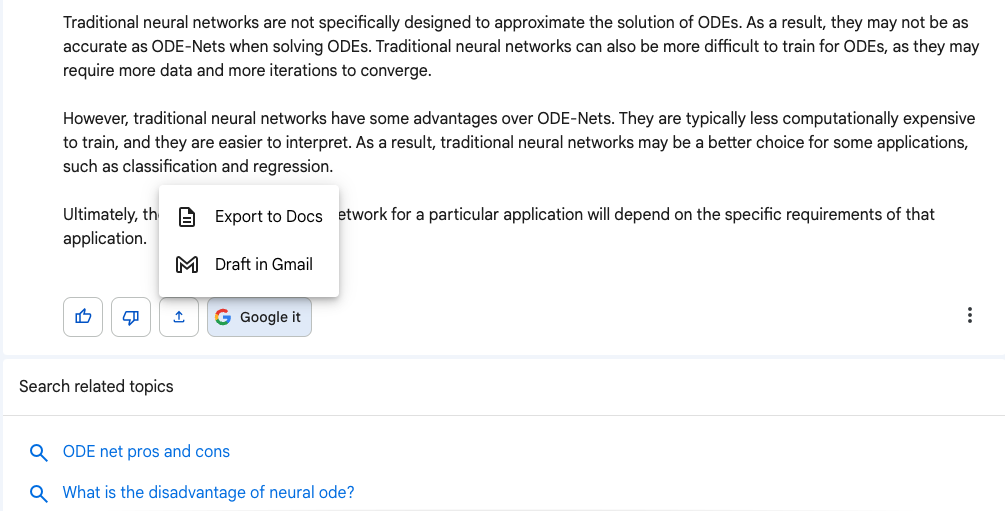 Traditional neural networks are not specifically designed to approximate the solution of ODEs. As a result, they may not be as
accurate as ODE-Nets when solving ODEs. Traditional neural networks can also be more difficult to train for ODEs, as they may
require more data and more iterations to converge.
However, traditional neural networks have some advantages over ODE-Nets. They are typically less computationally expensive
to train, and they are easier to interpret. As a result, traditional neural networks may be a better choice for some applications,
such as classification and regression.
Ultimately, for a particular application will depend on the specific requirements of that
application.
Export to Docs
Draft in Gmail
Google it
Search related topics
ODE net pros and cons
What is the disadvantage of neural ode?